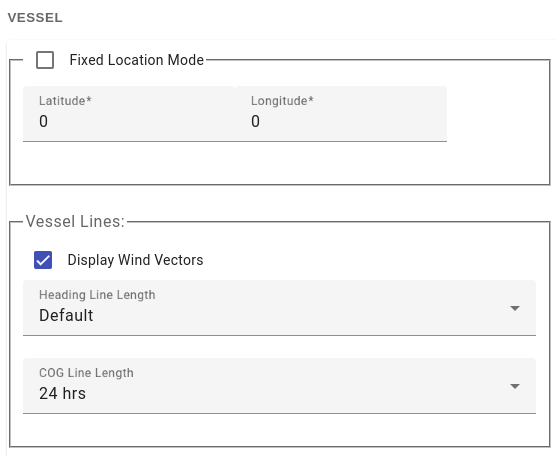 VESSEL
Fixed Location Mode
Latitude* Longitude*
0 0
Vessel Lines:
Display Wind Vectors
Heading Line Length
Default
COG Line Length
24 hrs